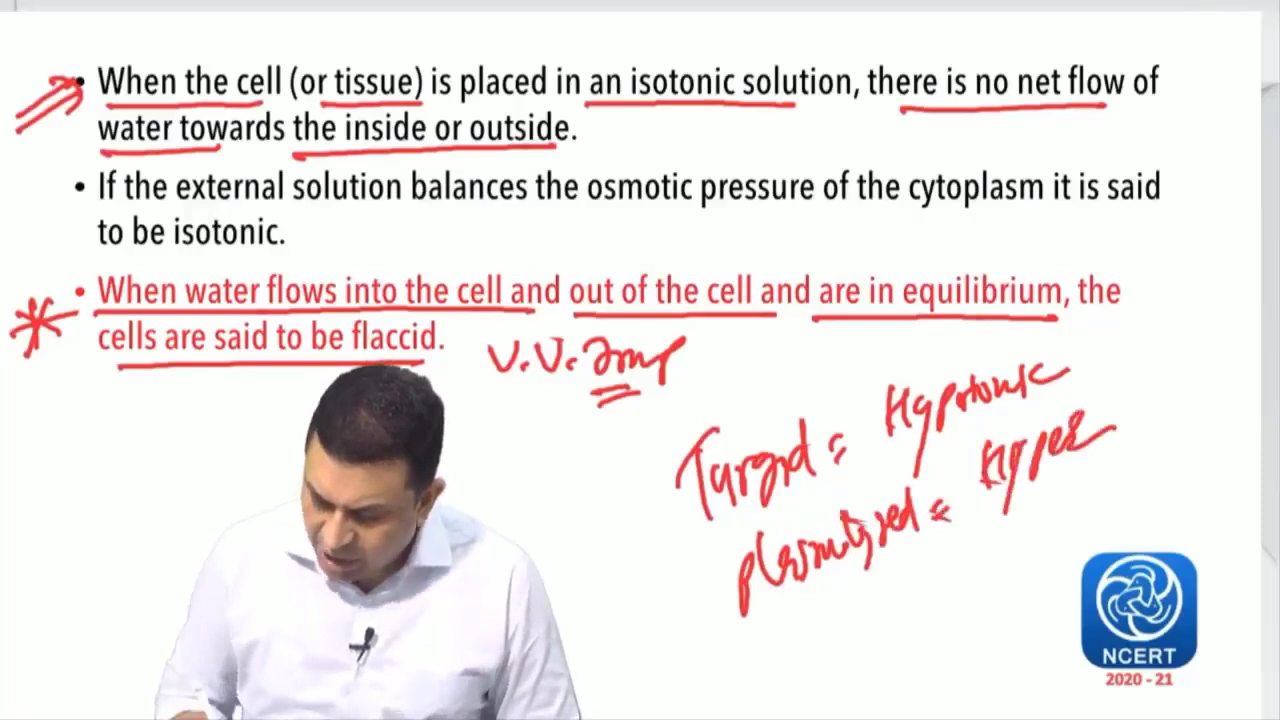 • When the cell (or tissue) is placed in an isotonic solution, there is no net flow of
water towards the inside or outside.
• If the external solution balances the osmotic pressure of the cytoplasm it is said
to be isotonic.
• When water flows into the cell and out of the cell and are in equilibrium, the
cells are said to be flaccid.
V.V. Imp
Turgid = Hypotonic
= Hyper
NCERT
2020 - 21